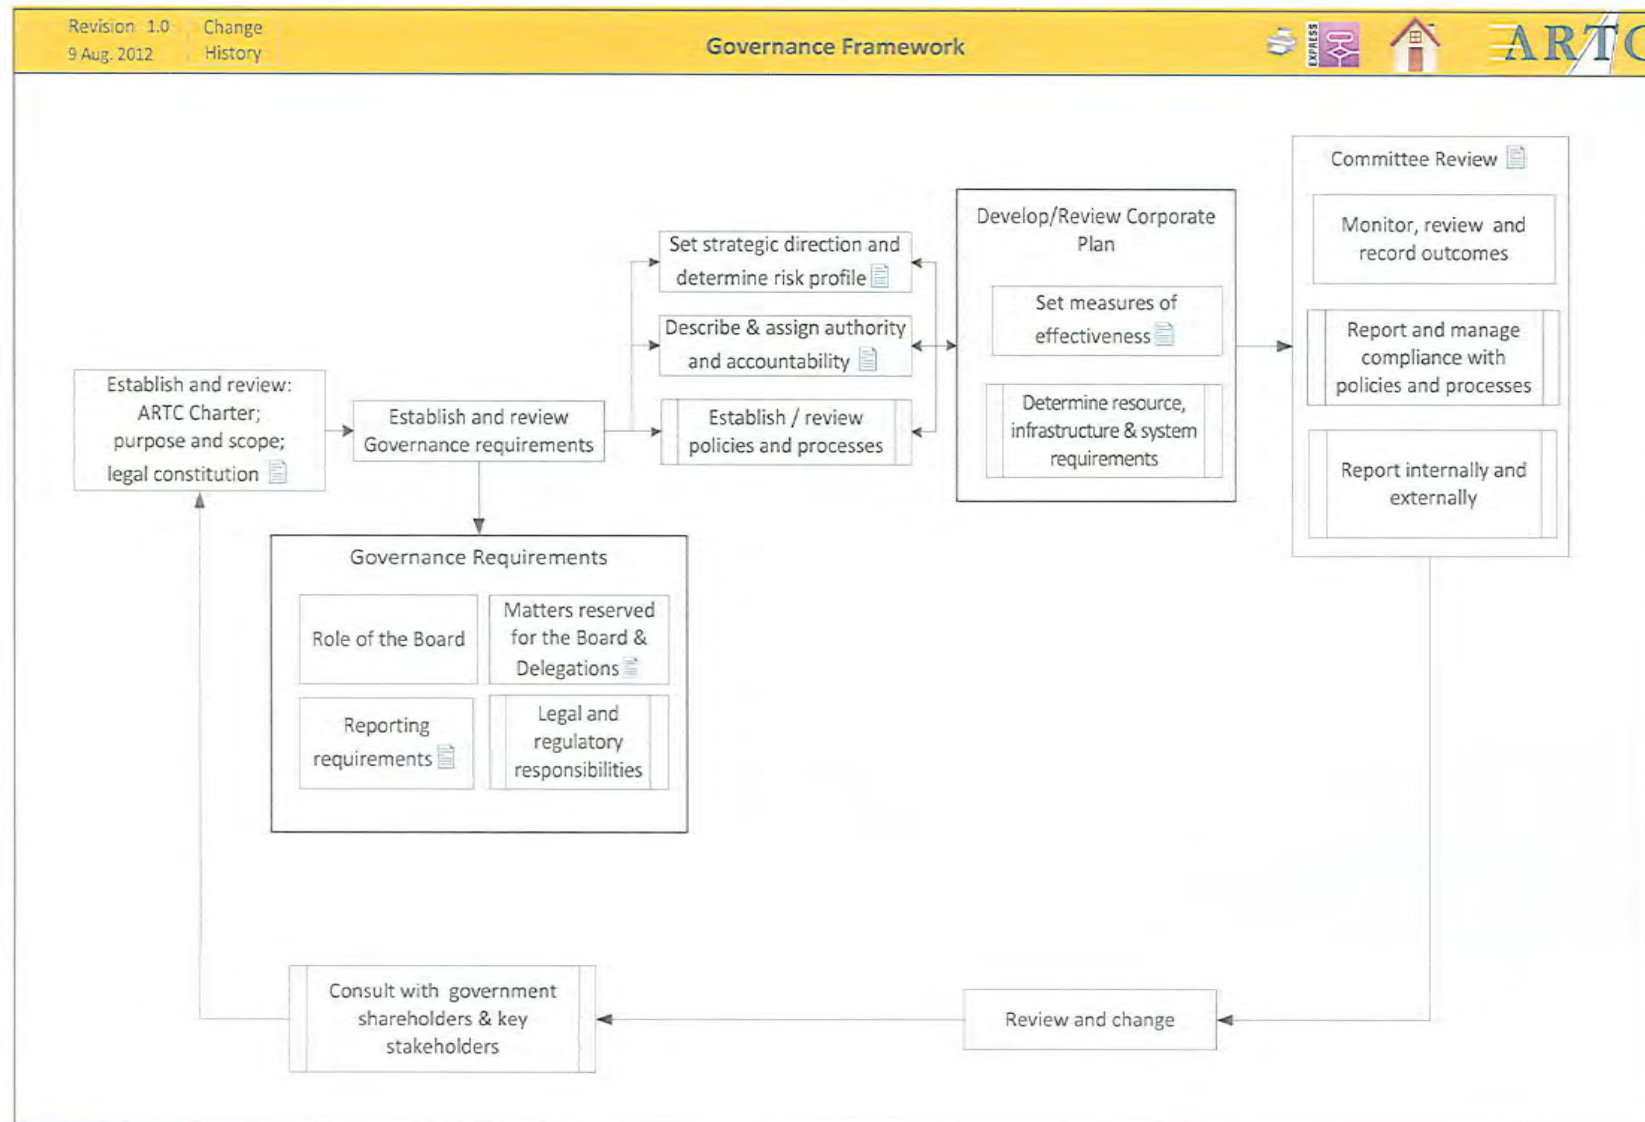 Revision 1.0
9 Aug. 2012
Change
History
Governance Framework
EXPRESS
ARTC
Committee Review
Monitor, review and
record outcomes
Report and manage
compliance with
policies and processes
Report internally and
externally
Develop/Review Corporate
Plan
Set measures of
effectiveness
Determine resource,
infrastructure & system
requirements
Set strategic direction and
determine risk profile
Describe & assign authority
and accountability
Establish / review
policies and processes
Establish and review:
ARTC Charter;
purpose and scope;
legal constitution
Establish and review
Governance requirements
Governance Requirements
Role of the Board
Matters reserved
for the Board &
Delegations
Reporting
requirements
Legal and
regulatory
responsibilities
Consult with government
shareholders & key
stakeholders
Review and change